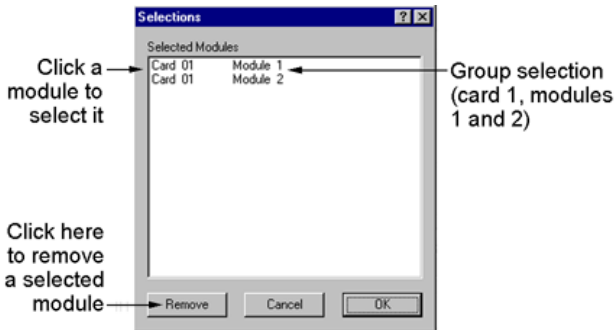 Selections
Selected Modules
Card 01 Module 1
Card 01 Module 2
Click a
module to
select it
Group selection
(card 1, modules
1 and 2)
Click here
to remove
a selected
module
Remove Cancel OK